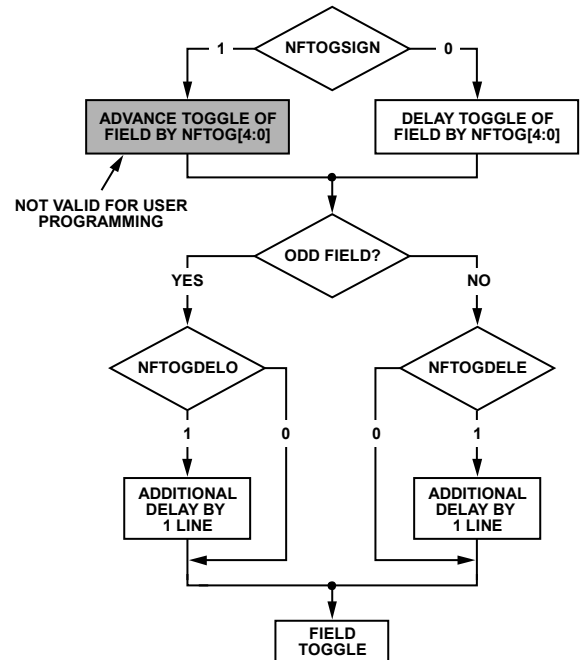 NFTOGSIGN
1
0
ADVANCE TOGGLE OF
FIELD BY NFTOG[4:0]
DELAY TOGGLE OF
FIELD BY NFTOG[4:0]
NOT VALID FOR USER
PROGRAMMING
ODD FIELD?
YES
NO
NFTOGDELO
NFTOGDELE
1
0
0
1
ADDITIONAL
DELAY BY
1 LINE
ADDITIONAL
DELAY BY
1 LINE
FIELD
TOGGLE